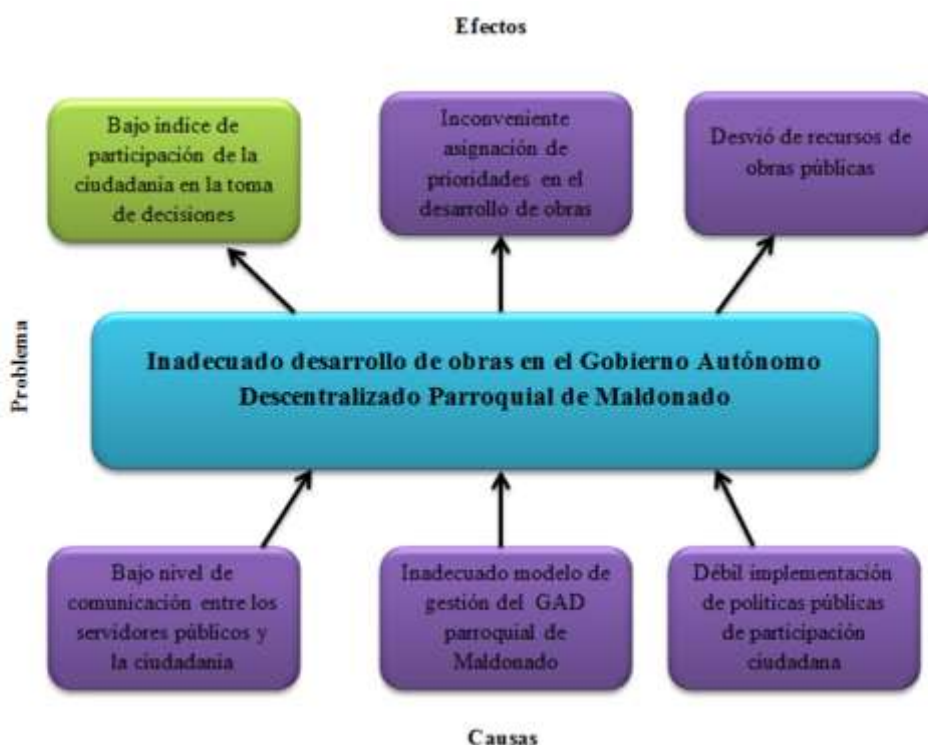 Efectos
Bajo indice de
participación de la
ciudadania en la toma
de decisiones
Inconveniente
asignación de
prioridades en el
desarrollo de obras
Desvió de recursos de
obras públicas
Problema
Inadecuado desarrollo de obras en el Gobierno Autónomo
Descentralizado Parroquial de Maldonado
Bajo nivel de
comunicación entre los
servidores públicos y
la ciudadania
Inadecuado modelo de
gestión del GAD
parroquial de
Maldonado
Débil implementación
de políticas públicas
de participación
ciudadana
Causas